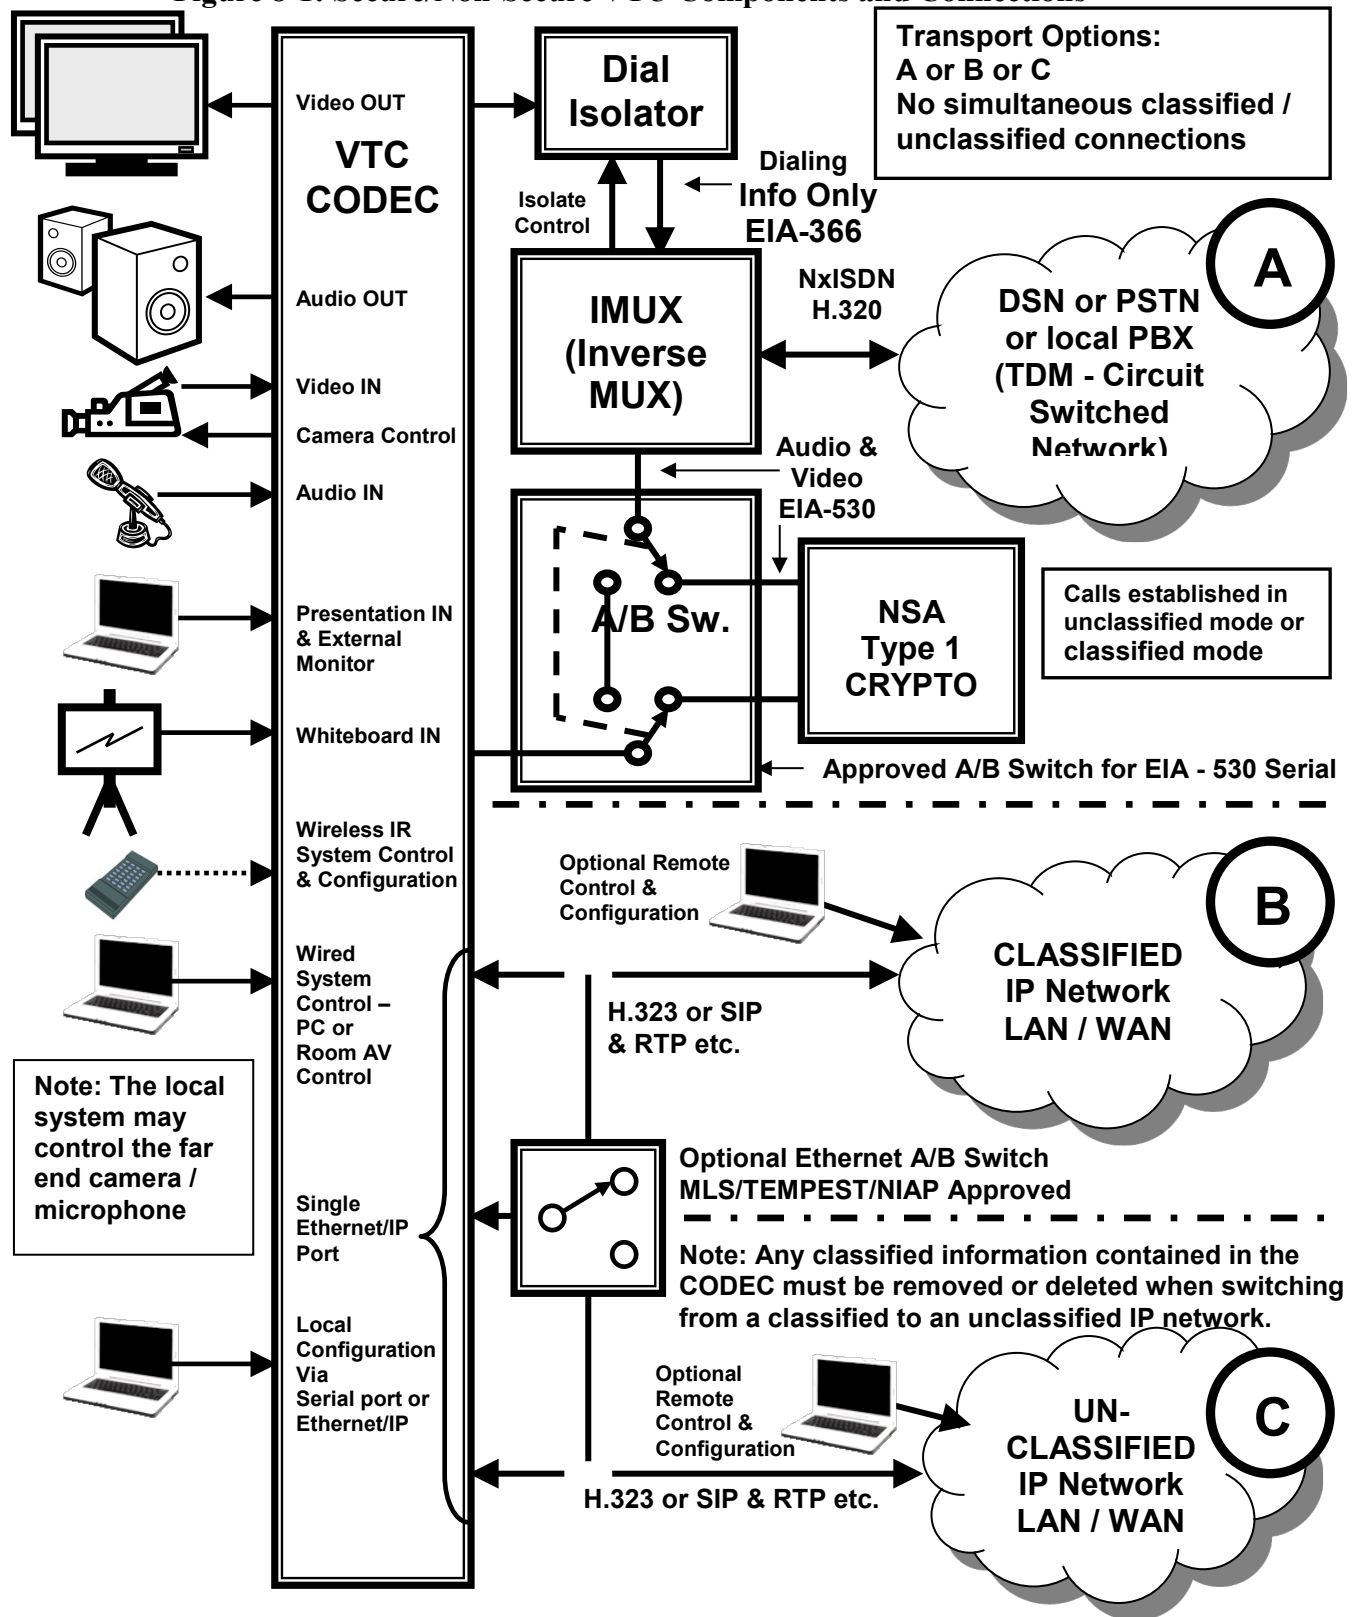 Transport Options:
A or B or C
No simultaneous classified /
unclassified connections
Dial
Isolator
Video OUT
VTC
CODEC
Dialing
Info Only
EIA-366
Isolate
Control
A
NxISDN
H.320
DSN or PSTN
or local PBX
(TDM - Circuit
Switched
Network)
Audio OUT
IMUX
(Inverse
MUX)
Video IN
Camera Control
Audio IN
Audio &
Video
EIA-530
A/B Sw.
NSA
Type 1
CRYPTO
Calls established in
unclassified mode or
classified mode
Presentation IN
& External
Monitor
Whiteboard IN
Approved A/B Switch for EIA - 530 Serial
Wireless IR
System Control
& Configuration
Optional Remote
Control &
Configuration
B
CLASSIFIED
IP Network
LAN / WAN
Wired
System
Control –
PC or
Room AV
Control
H.323 or SIP
& RTP etc.
Note: The local
system may
control the far
end camera /
microphone
Optional Ethernet A/B Switch
MLS/TEMPEST/NIAP Approved
Single
Ethernet/IP
Port
Note: Any classified information contained in the
CODEC must be removed or deleted when switching
from a classified to an unclassified IP network.
Local
Configuration
Via
Serial port or
Ethernet/IP
Optional
Remote
Control &
Configuration
C
UN-
CLASSIFIED
IP Network
LAN / WAN
H.323 or SIP & RTP etc.